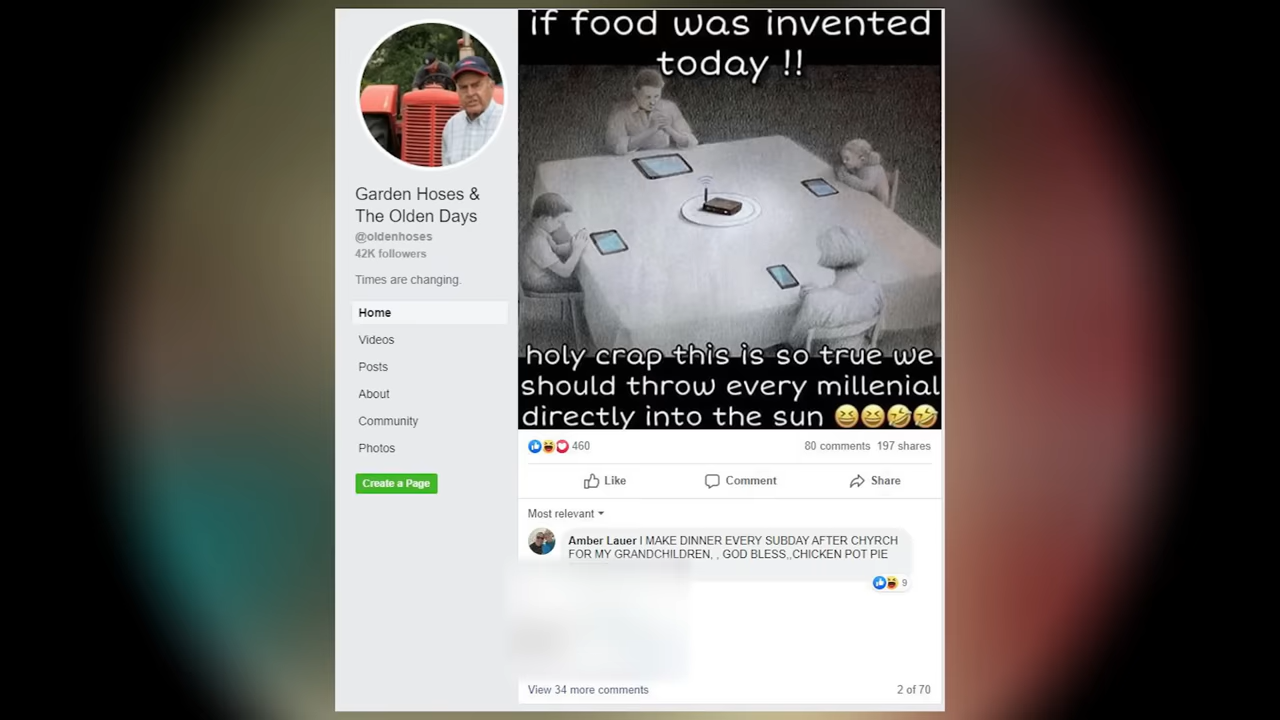 Garden Hoses &
The Olden Days
@oldenhoses
42K followers
Times are changing.
Home
Videos
Posts
About
Community
Photos
Create a Page
if food was invented
today !!
holy crap this is so true we
should throw every millenial
directly into the sun 😆😆🤣🤣
460
80 comments 197 shares
Like Comment Share
Most relevant
Amber Lauer I MAKE DINNER EVERY SUBDAY AFTER CHYRCH
FOR MY GRANDCHILDREN, , GOD BLESS,,CHICKEN POT PIE
9
View 34 more comments 2 of 70